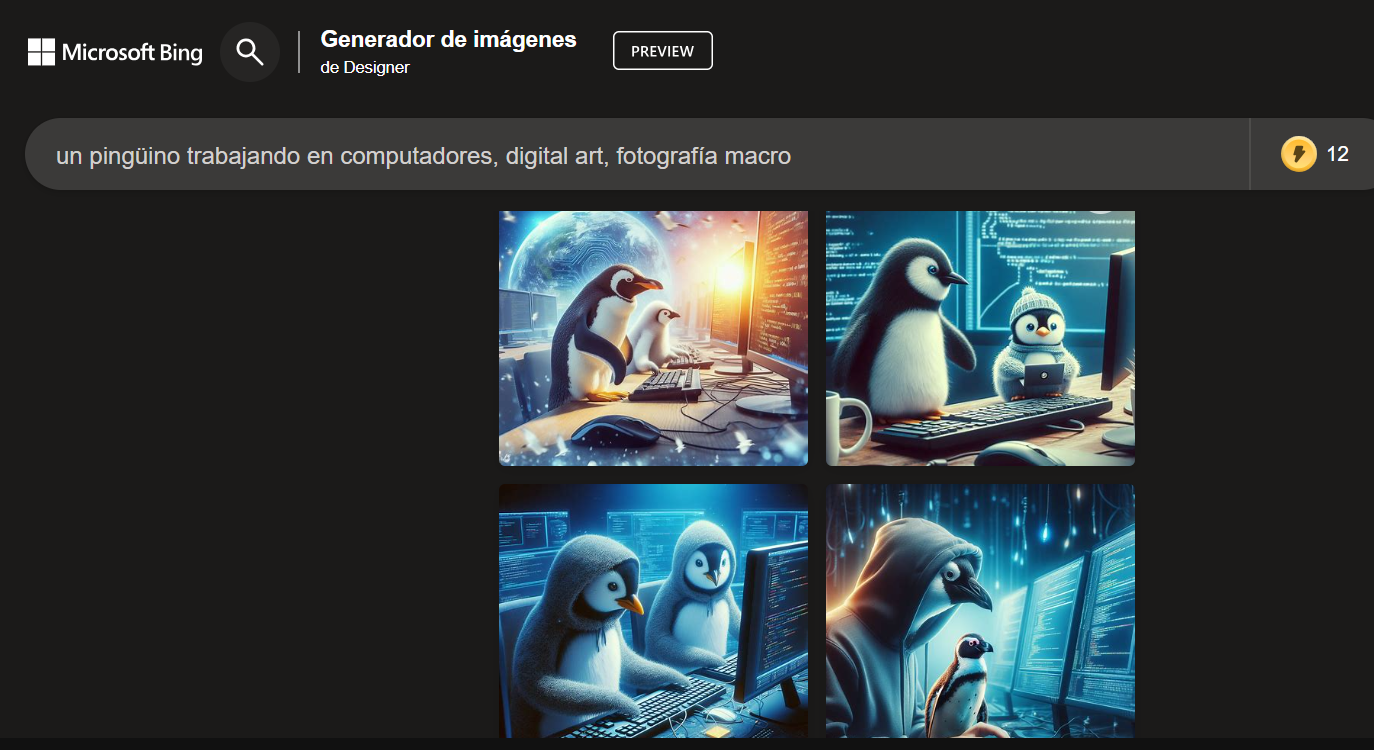 Microsoft Bing
Generador de imágenes
de Designer
PREVIEW
un pingüino trabajando en computadores, digital art, fotografía macro
12